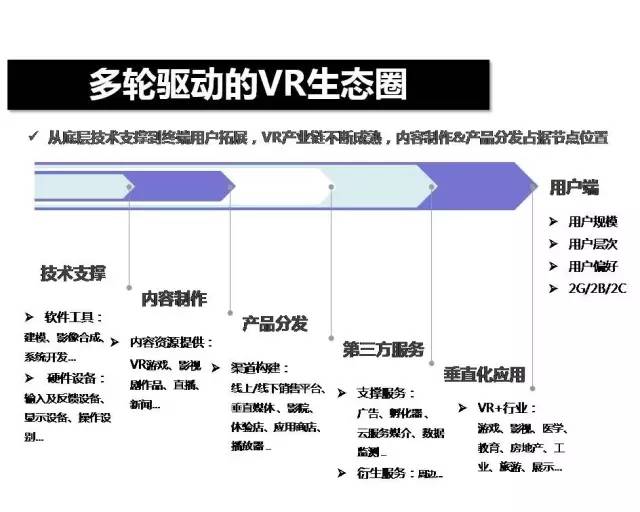 多轮驱动的VR生态圈
✓ 从底层技术支撑到终端用户拓展，VR产业链不断成熟，内容制作&产品分发占据节点位置
用户端
➤ 用户规模
➤ 用户层次
➤ 用户偏好
➤ 2G/2B/2C
技术支撑
➤ 软件工具：
建模、影像合成、
系统开发...
➤ 硬件设备：
输入及反馈设备、
显示设备、操作设
别...
内容制作
➤ 内容资源提供：
VR游戏、影视
剧作品、直播、
新闻...
产品分发
➤ 渠道构建：
线上/线下销售平台、
垂直媒体、影院、
体验店、应用商店、
播放器...
第三方服务
➤ 支撑服务：
广告、孵化器、
云服务媒介、数据
监测...
➤ 衍生服务：周边...
垂直化应用
➤ VR+行业：
游戏、影视、医学、
教育、房地产、工
业、旅游、展示...